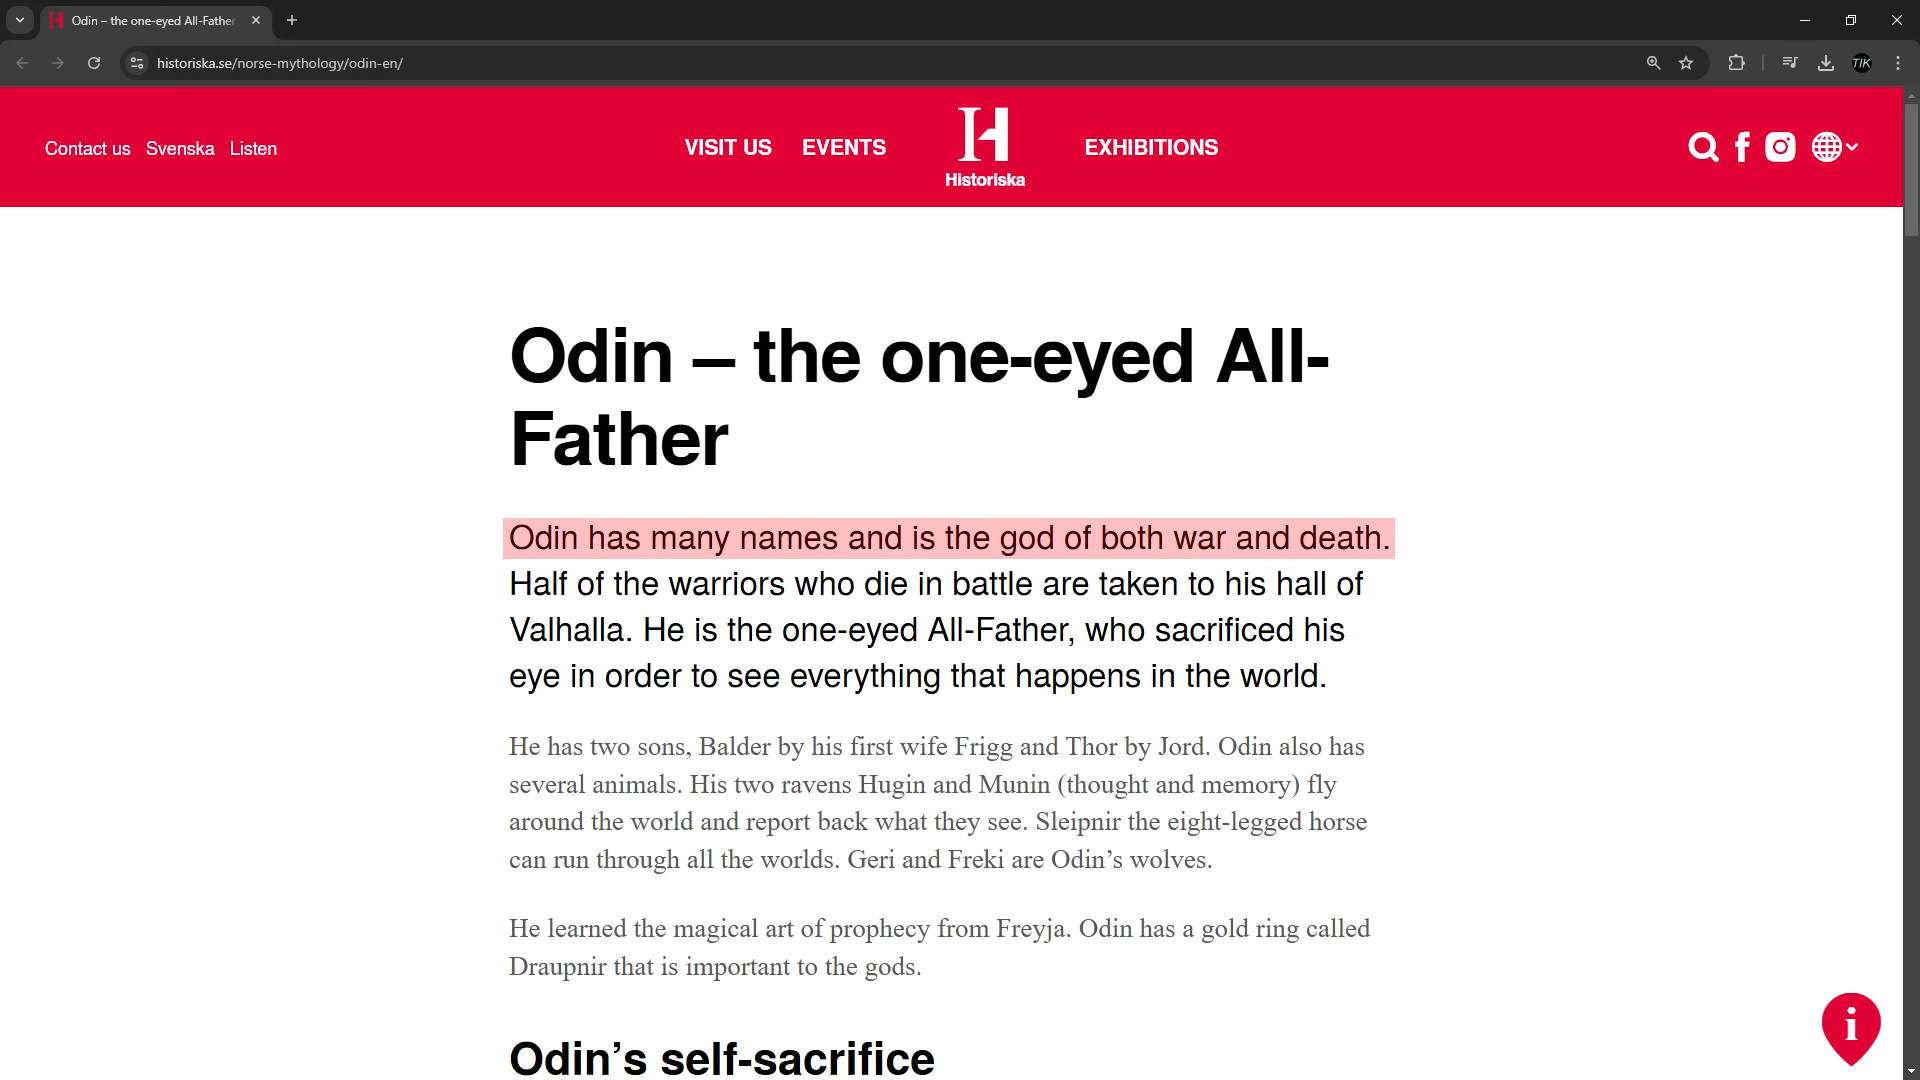 Odin – the one-eyed All-Father
historiska.se/norse-mythology/odin-en/
TIK
Contact us Svenska Listen
VISIT US EVENTS
Historiska
EXHIBITIONS
Odin – the one-eyed All-
Father
Odin has many names and is the god of both war and death.
Half of the warriors who die in battle are taken to his hall of
Valhalla. He is the one-eyed All-Father, who sacrificed his
eye in order to see everything that happens in the world.
He has two sons, Balder by his first wife Frigg and Thor by Jord. Odin also has
several animals. His two ravens Hugin and Munin (thought and memory) fly
around the world and report back what they see. Sleipnir the eight-legged horse
can run through all the worlds. Geri and Freki are Odin’s wolves.
He learned the magical art of prophecy from Freyja. Odin has a gold ring called
Draupnir that is important to the gods.
Odin’s self-sacrifice